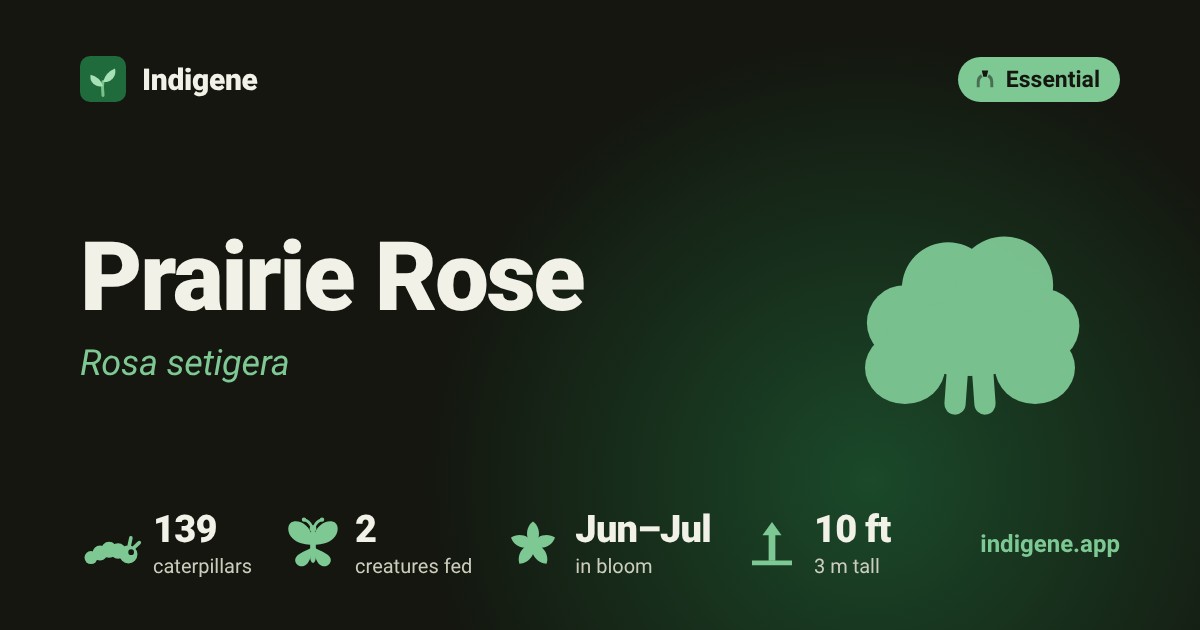 Indigene
Essential
Prairie Rose
Rosa setigera
139
caterpillars
2
creatures fed
Jun–Jul
in bloom
10 ft
3 m tall
indigene.app